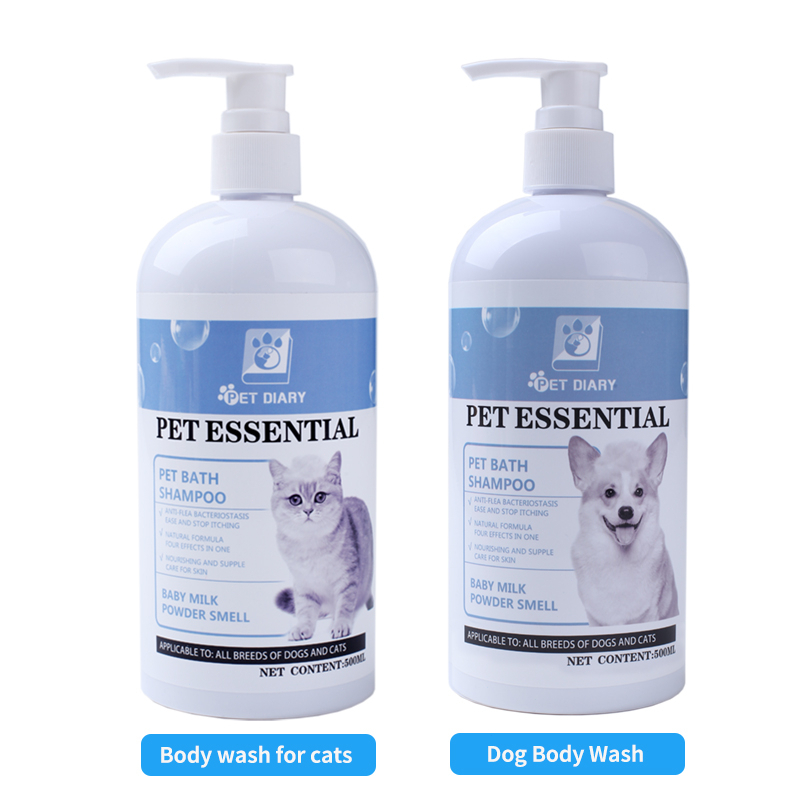 PET DIARY
PET ESSENTIAL
PET BATH
SHAMPOO
√ ANTI-FLEA BACTERIOSTASIS
EASE AND STOP ITCHING
√ NATURAL FORMULA
FOUR EFFECTS IN ONE
√ NOURISHING AND SUPPLE
CARE FOR SKIN
BABY MILK
POWDER SMELL
APPLICABLE TO: ALL BREEDS OF DOGS AND CATS
NET CONTENT:500ML
Body wash for cats
PET DIARY
PET ESSENTIAL
PET BATH
SHAMPOO
√ ANTI-FLEA BACTERIOSTASIS
EASE AND STOP ITCHING
√ NATURAL FORMULA
FOUR EFFECTS IN ONE
√ NOURISHING AND SUPPLE
CARE FOR SKIN
BABY MILK
POWDER SMELL
APPLICABLE TO: ALL BREEDS OF DOGS AND CATS
NET CONTENT:500ML
Dog Body Wash